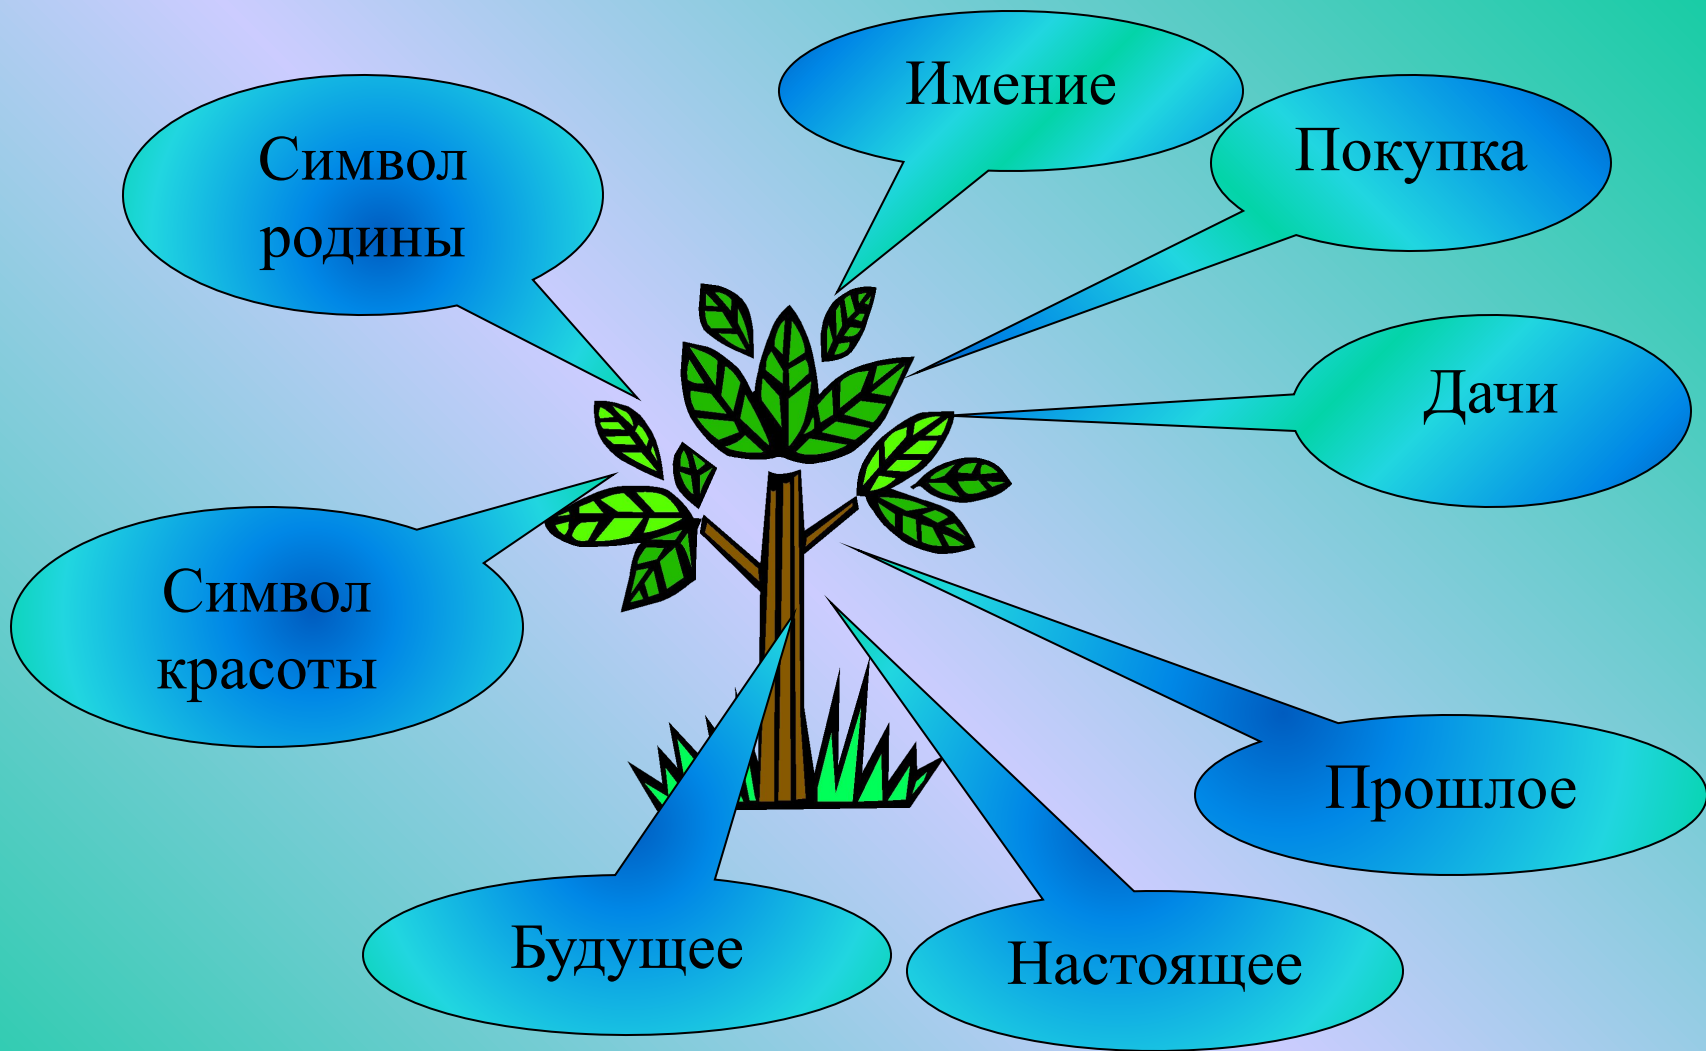 Имение
Символ
родины
Покупка
Дачи
Символ
красоты
Прошлое
Будущее
Настоящее